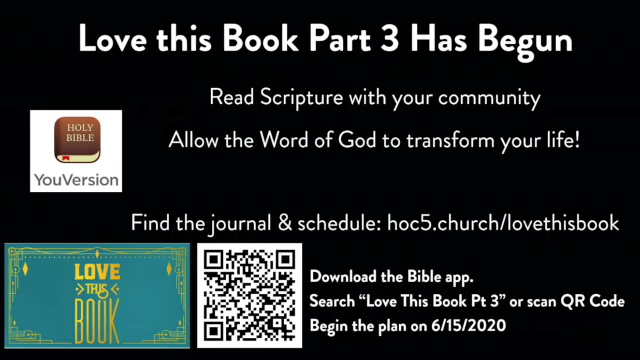 Love this Book Part 3 Has Begun
Read Scripture with your community
HOLY
BIBLE
Allow the Word of God to transform your life!
YouVersion
Find the journal & schedule: hoc5.church/lovethisbook
LOVE
THIS
BOOK
Download the Bible app.
Search “Love This Book Pt 3” or scan QR Code
Begin the plan on 6/15/2020